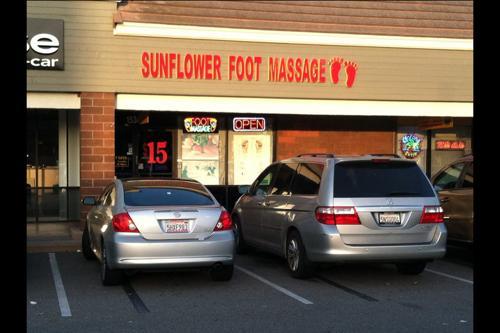 e
-car
SUNFLOWER FOOT MASSAGE
FOOT
MASSAGE
OPEN
15